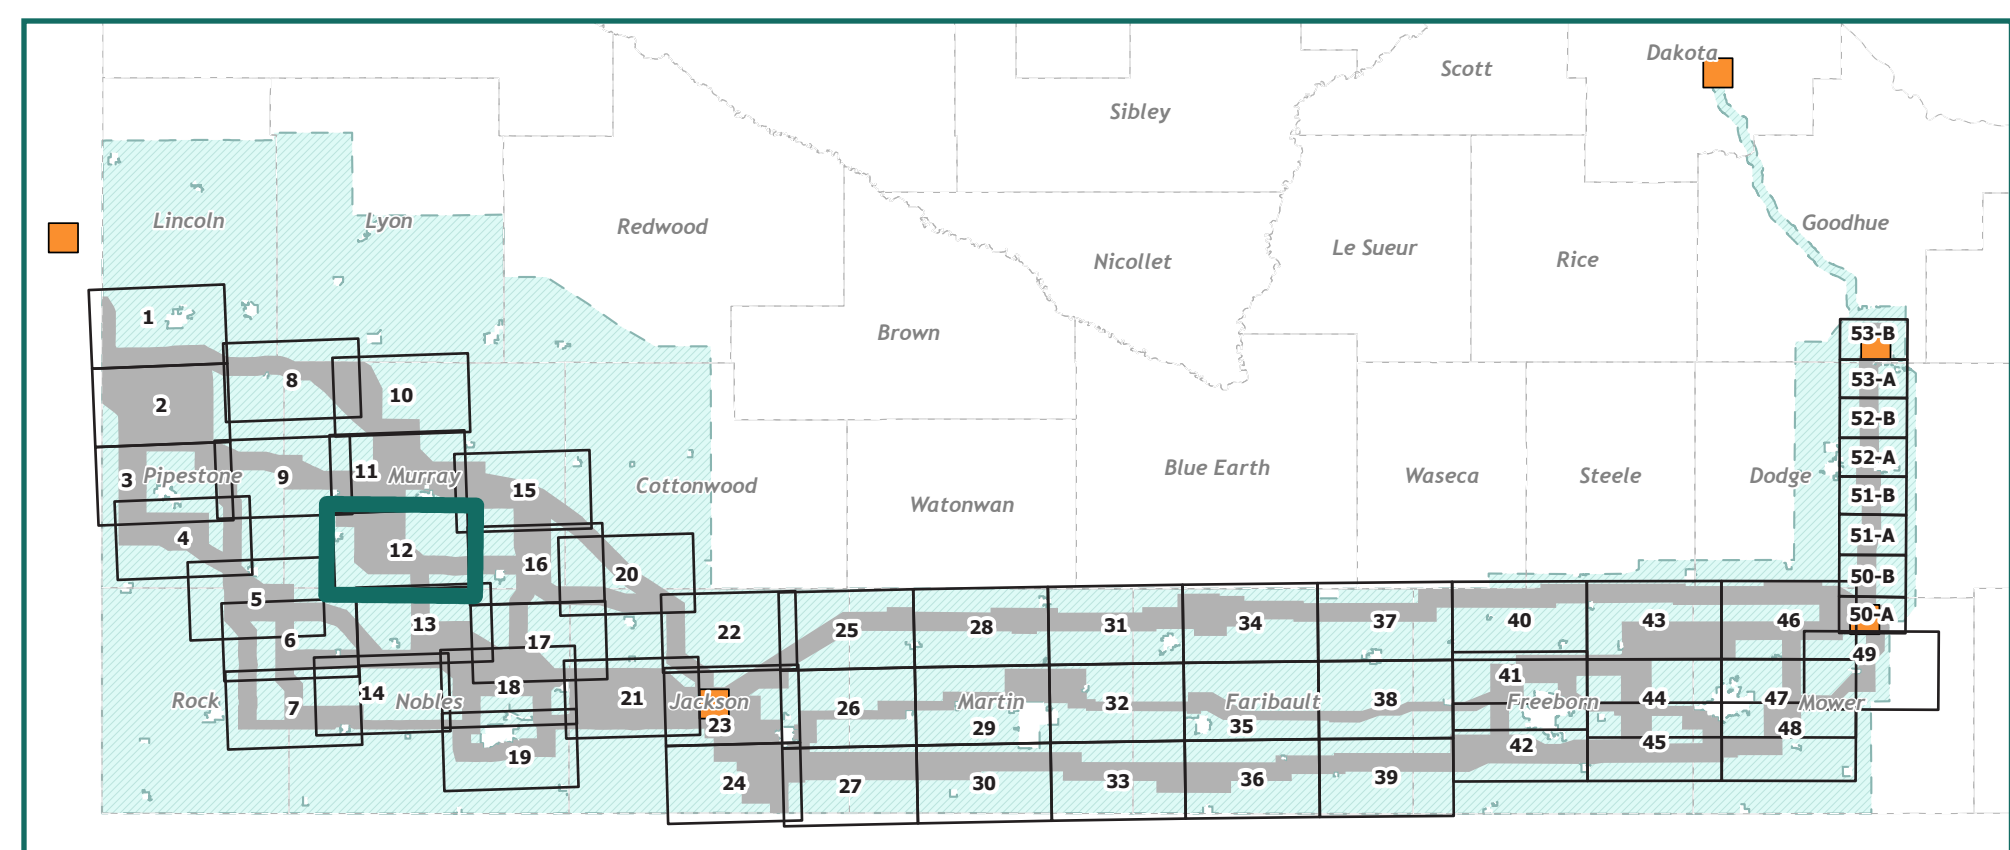 Dakota
Scott
Sibley
Lincoln
Lyon
Redwood
Goodhue
Le Sueur
Nicollet
Rice
1
Brown
53-B
8
53-A
10
2
52-B
52-A
Blue Earth
11
Murray
3
Pipestone
9
Waseca
Steele
Dodge
Cottonwood
15
51-B
Watonwan
4
51-A
12
16
20
50-B
5
50-A
6
13
17
22
25
28
31
34
37
40
43
46
49
41
18
14
7
Rock
Nobles
21
Jackson
23
26
Martin
29
32
Faribault
35
38
Freeborn
44
47
Mower
48
42
45
19
24
27
30
33
36
39